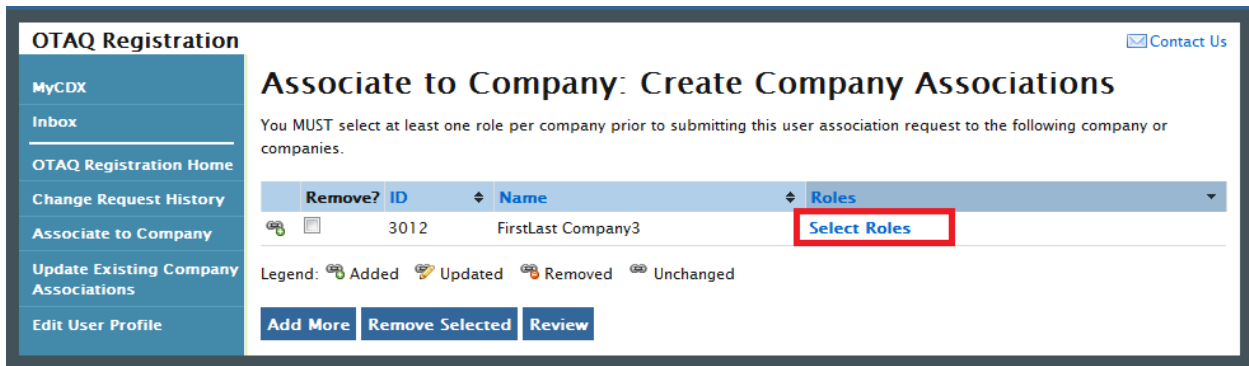 OTAQ Registration
Contact Us
MyCDX
Inbox
OTAQ Registration Home
Change Request History
Associate to Company
Update Existing Company
Associations
Edit User Profile
Associate to Company: Create Company Associations
You MUST select at least one role per company prior to submitting this user association request to the following company or
companies.
Remove? ID Name Roles
3012 FirstLast Company3 Select Roles
Legend: Added Updated Removed Unchanged
Add More Remove Selected Review